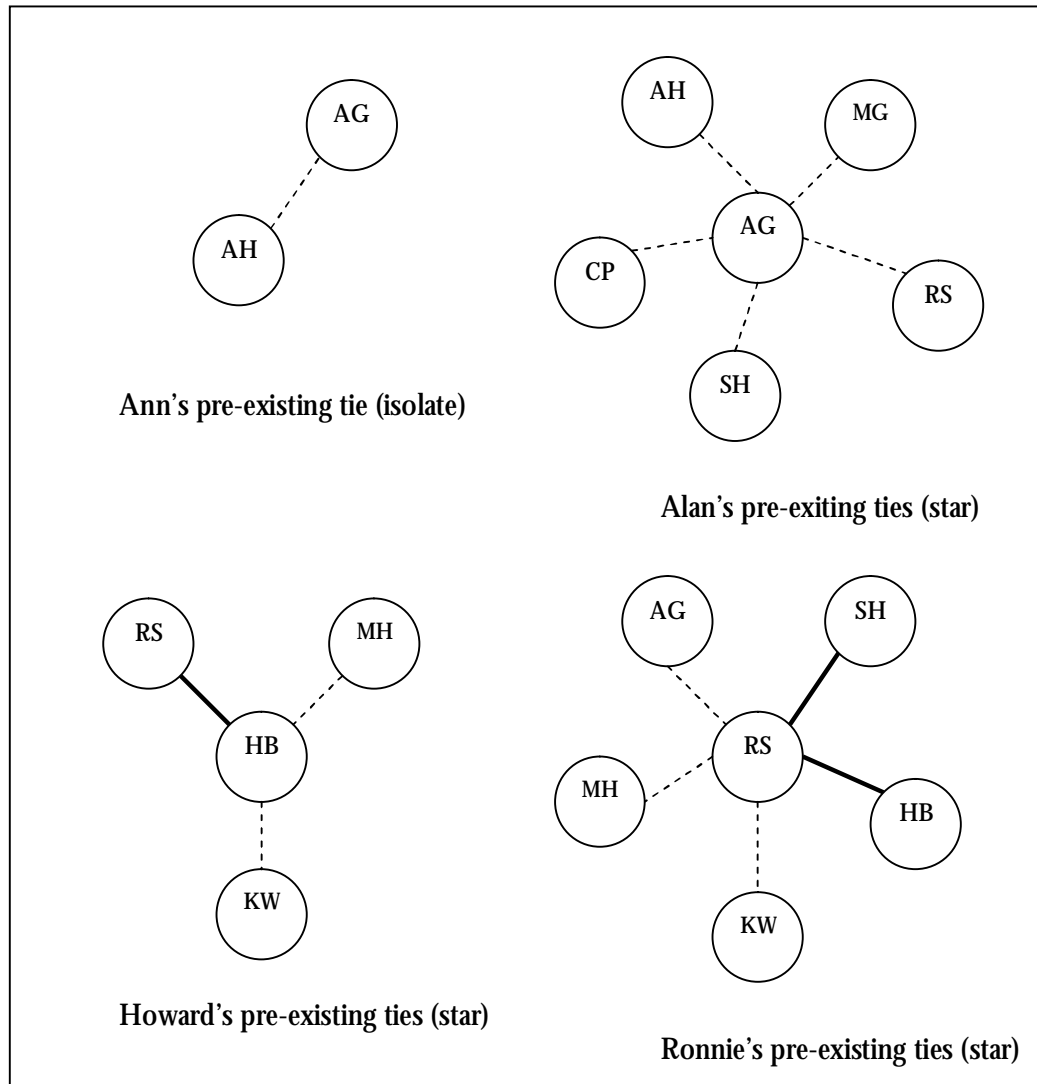 AG
AH
Ann’s pre-existing tie (isolate)
AH
MG
AG
CP
RS
SH
Alan’s pre-exiting ties (star)
RS
MH
HB
KW
Howard’s pre-existing ties (star)
AG
SH
RS
MH
HB
KW
Ronnie’s pre-existing ties (star)